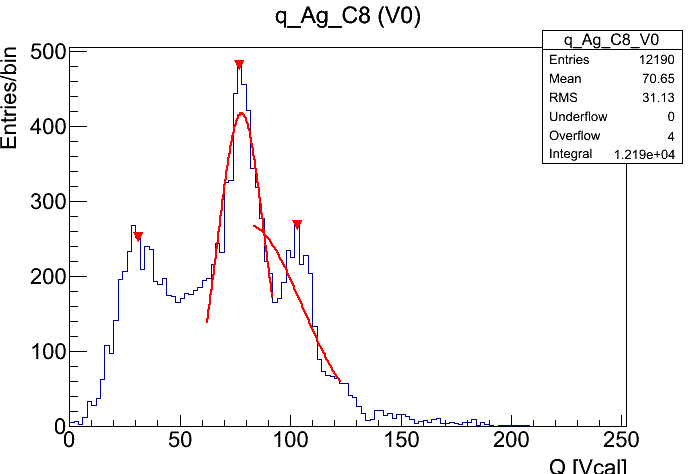 q_Ag_C8 (V0)
q_Ag_C8_V0
Entries 12190
Mean 70.65
RMS 31.13
Underflow 0
Overflow 4
Integral 1.219e+04
Entries/bin
500
400
300
200
100
0
0 50 100 150 200 250
Q [Vcal]